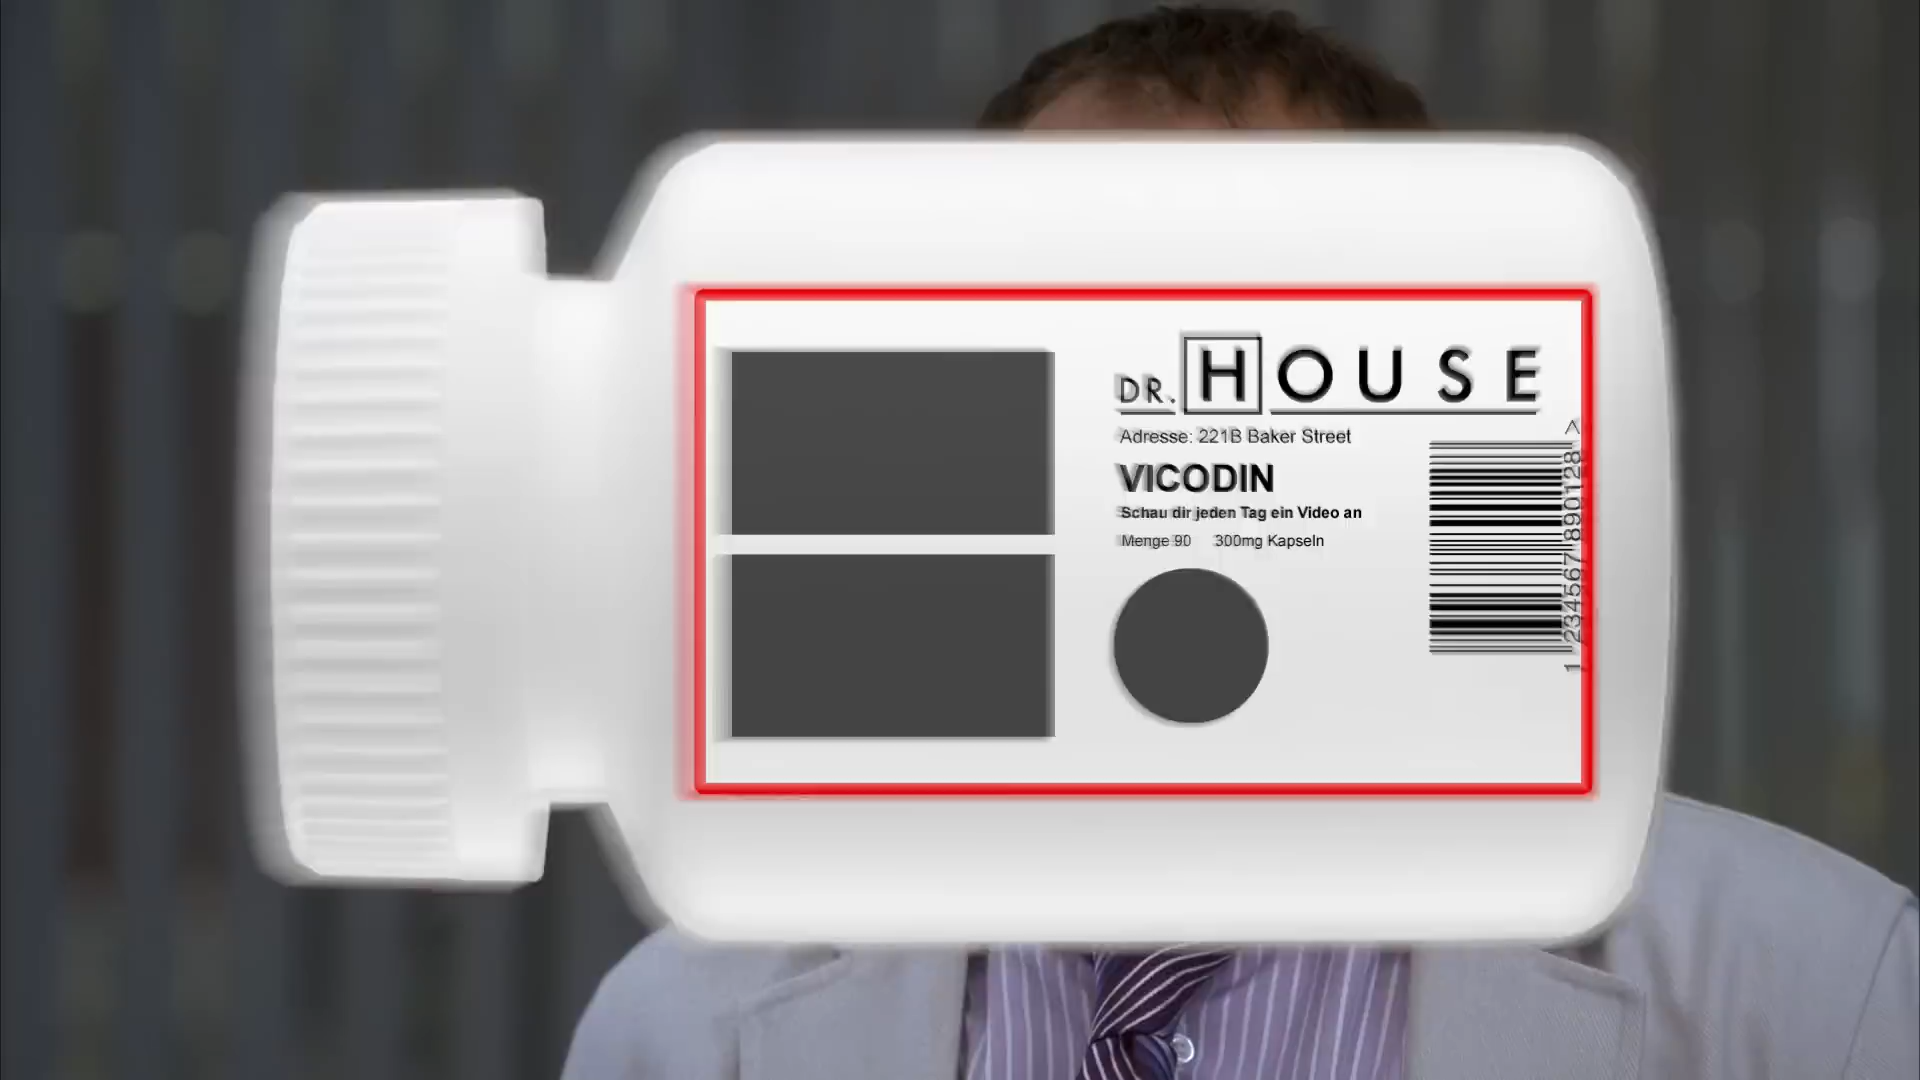 DR. HOUSE
Adresse: 221B Baker Street
VICODIN
Schau dir jeden Tag ein Video an
Menge 90 300mg Kapseln
1 234567 890128 >